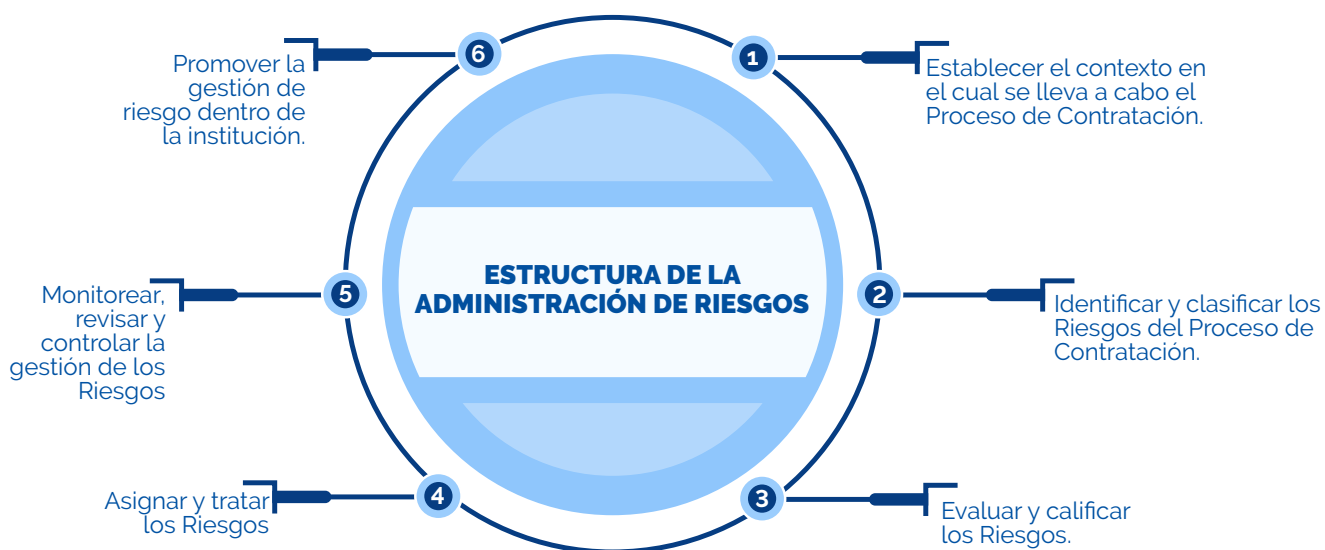 ESTRUCTURA DE LA
ADMINISTRACIÓN DE RIESGOS
1
Establecer el contexto en
el cual se lleva a cabo el
Proceso de Contratación.
2
Identificar y clasificar los
Riesgos del Proceso de
Contratación.
3
Evaluar y calificar
los Riesgos.
4
Asignar y tratar
los Riesgos
5
Monitorear,
revisar y
controlar la
gestión de los
Riesgos
6
Promover la
gestión de
riesgo dentro de
la institución.